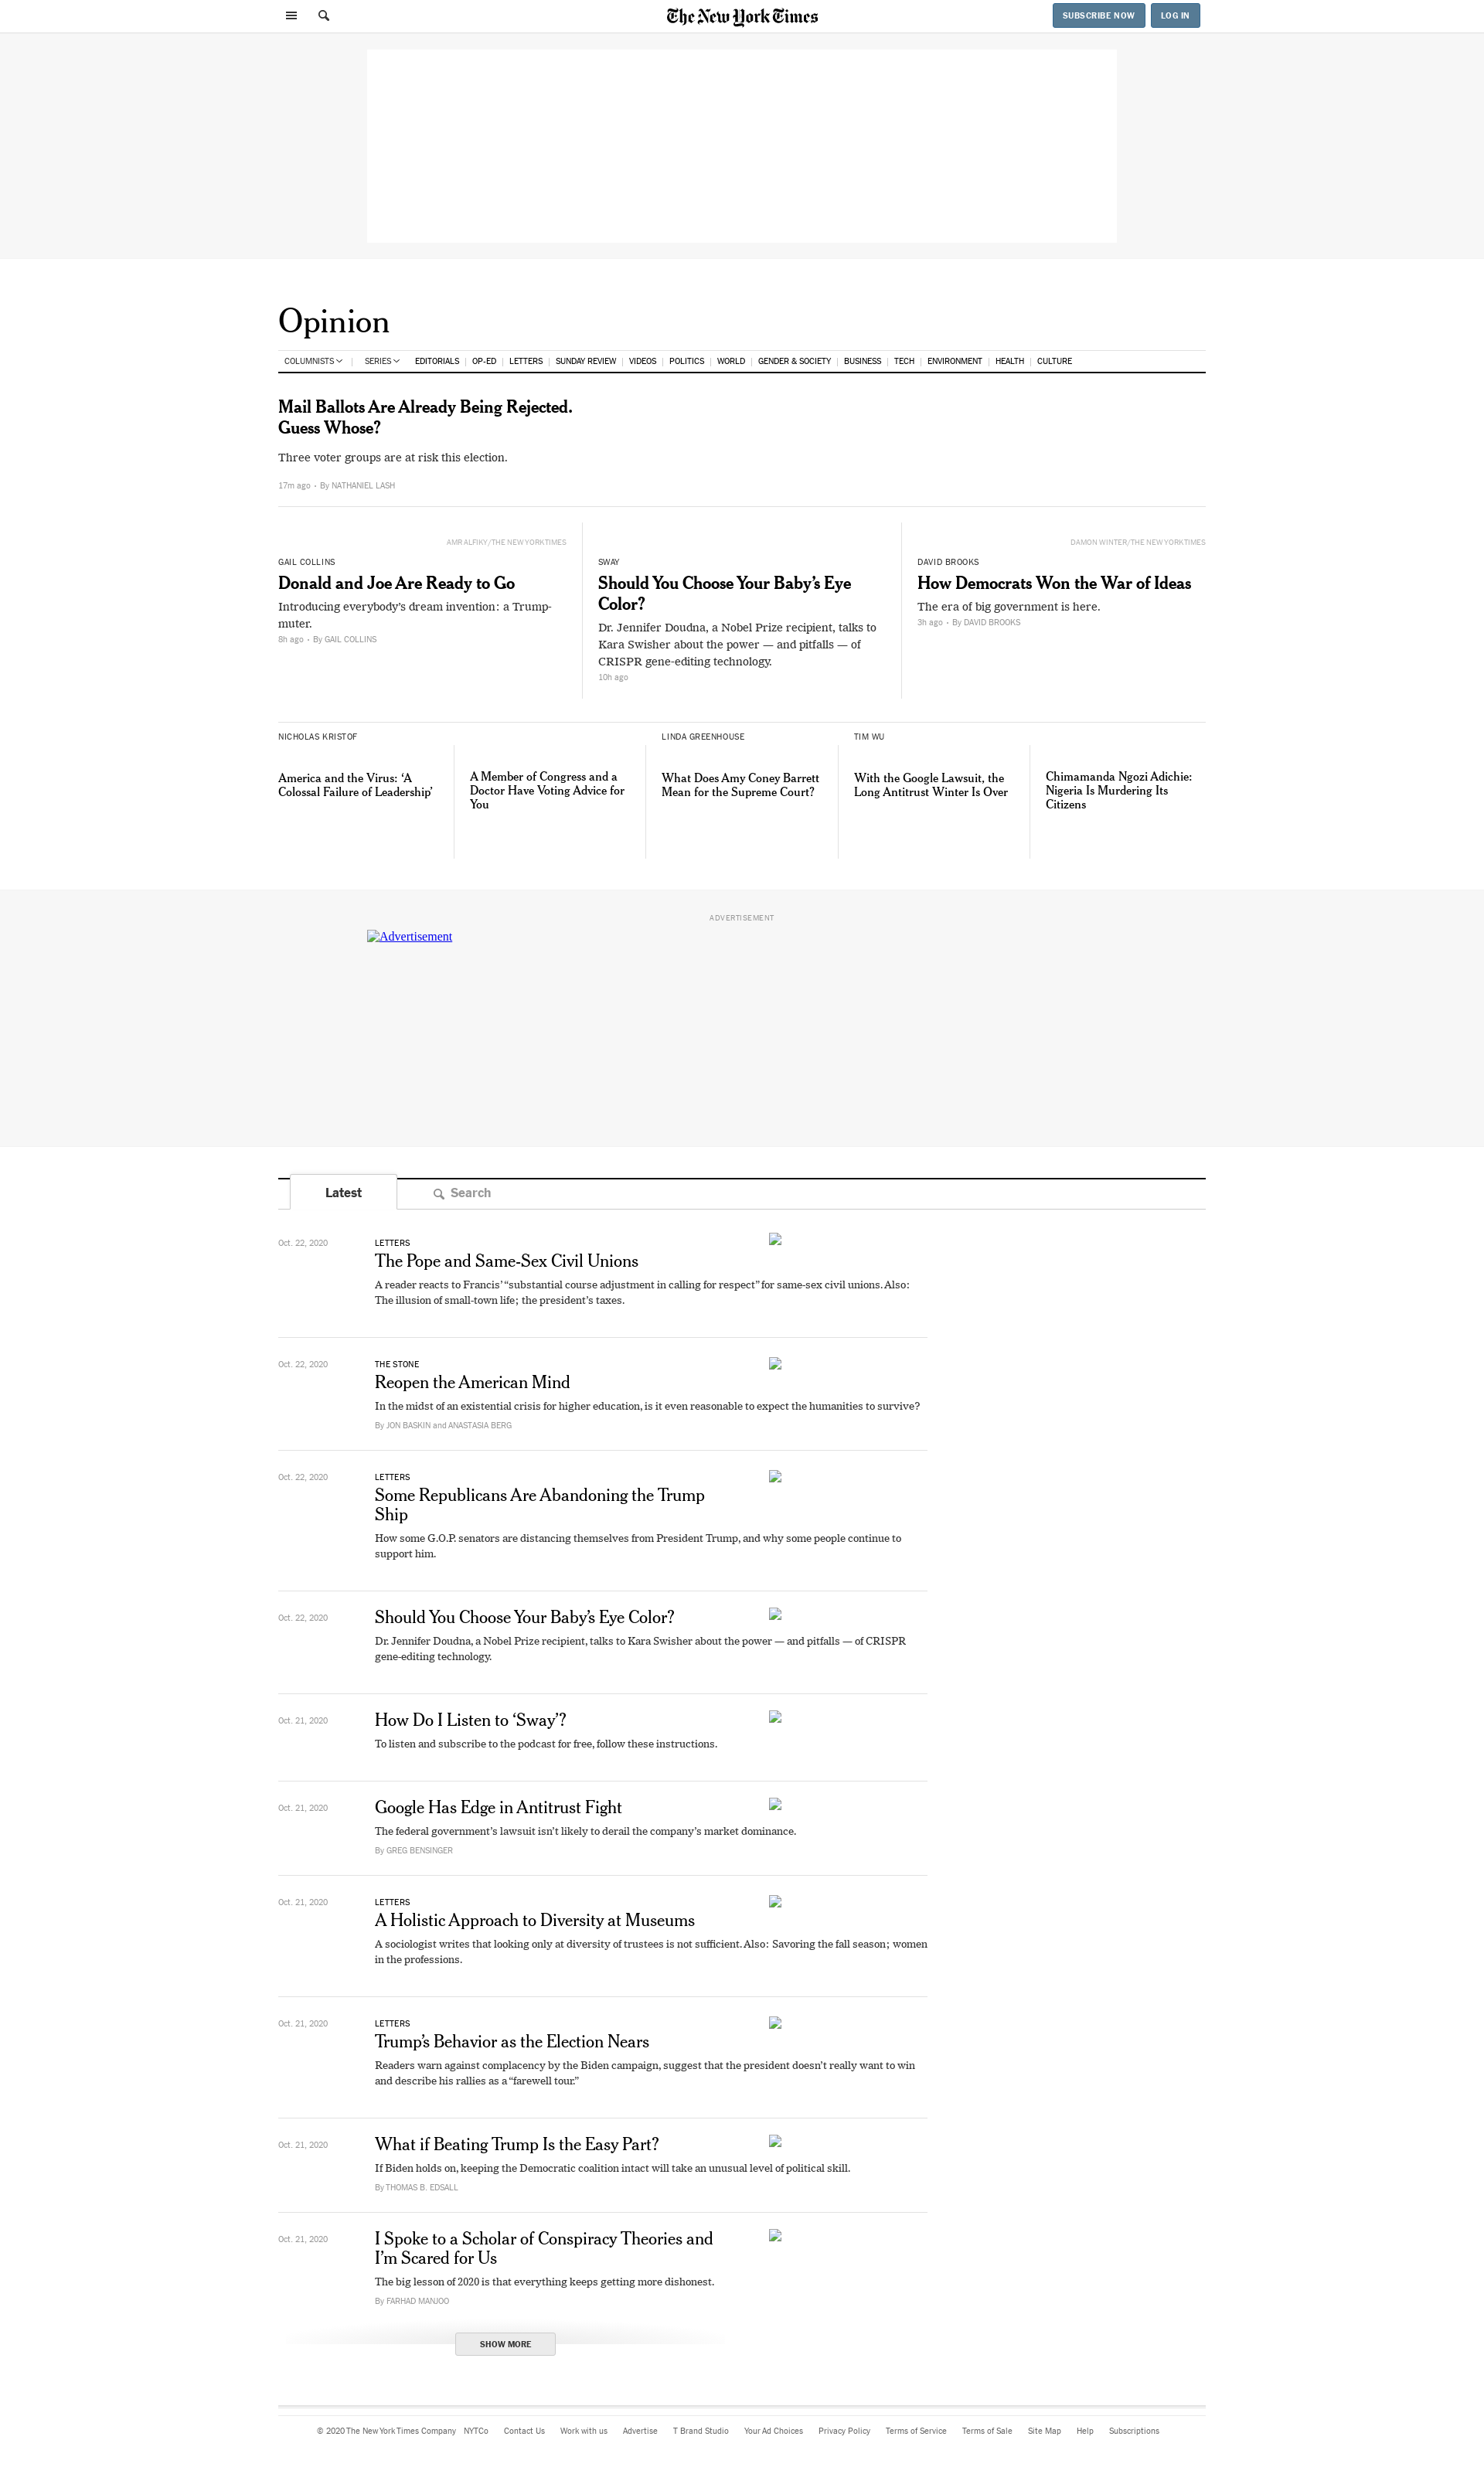 The New York Times
SUBSCRIBE NOW
LOG IN
Opinion
COLUMNISTS
SERIES
EDITORIALS
OP-ED
LETTERS
SUNDAY REVIEW
VIDEOS
POLITICS
WORLD
GENDER & SOCIETY
BUSINESS
TECH
ENVIRONMENT
HEALTH
CULTURE
Mail Ballots Are Already Being Rejected.
Guess Whose?
Three voter groups are at risk this election.
17m ago • By NATHANIEL LASH
AMR ALFIKY/THE NEW YORK TIMES
GAIL COLLINS
Donald and Joe Are Ready to Go
Introducing everybody's dream invention: a Trump-
muter.
8h ago • By GAIL COLLINS
SWAY
Should You Choose Your Baby’s Eye
Color?
Dr. Jennifer Doudna, a Nobel Prize recipient, talks to
Kara Swisher about the power — and pitfalls — of
CRISPR gene-editing technology.
10h ago
DAMON WINTER/THE NEW YORK TIMES
DAVID BROOKS
How Democrats Won the War of Ideas
The era of big government is here.
3h ago • By DAVID BROOKS
NICHOLAS KRISTOF
America and the Virus: ‘A
Colossal Failure of Leadership’
A Member of Congress and a
Doctor Have Voting Advice for
You
LINDA GREENHOUSE
What Does Amy Coney Barrett
Mean for the Supreme Court?
TIM WU
With the Google Lawsuit, the
Long Antitrust Winter Is Over
Chimamanda Ngozi Adichie:
Nigeria Is Murdering Its
Citizens
ADVERTISEMENT
Advertisement
Latest
Search
Oct. 22, 2020
LETTERS
The Pope and Same-Sex Civil Unions
A reader reacts to Francis’ “substantial course adjustment in calling for respect” for same-sex civil unions. Also:
The illusion of small-town life; the president’s taxes.
Oct. 22, 2020
THE STONE
Reopen the American Mind
In the midst of an existential crisis for higher education, is it even reasonable to expect the humanities to survive?
By JON BASKIN and ANASTASIA BERG
Oct. 22, 2020
LETTERS
Some Republicans Are Abandoning the Trump
Ship
How some G.O.P. senators are distancing themselves from President Trump, and why some people continue to
support him.
Oct. 22, 2020
Should You Choose Your Baby’s Eye Color?
Dr. Jennifer Doudna, a Nobel Prize recipient, talks to Kara Swisher about the power — and pitfalls — of CRISPR
gene-editing technology.
Oct. 21, 2020
How Do I Listen to ‘Sway’?
To listen and subscribe to the podcast for free, follow these instructions.
Oct. 21, 2020
Google Has Edge in Antitrust Fight
The federal government’s lawsuit isn’t likely to derail the company’s market dominance.
By GREG BENSINGER
Oct. 21, 2020
LETTERS
A Holistic Approach to Diversity at Museums
A sociologist writes that looking only at diversity of trustees is not sufficient. Also: Savoring the fall season; women
in the professions.
Oct. 21, 2020
LETTERS
Trump’s Behavior as the Election Nears
Readers warn against complacency by the Biden campaign, suggest that the president doesn’t really want to win
and describe his rallies as a “farewell tour.”
Oct. 21, 2020
What if Beating Trump Is the Easy Part?
If Biden holds on, keeping the Democratic coalition intact will take an unusual level of political skill.
By THOMAS B. EDSALL
Oct. 21, 2020
I Spoke to a Scholar of Conspiracy Theories and
I’m Scared for Us
The big lesson of 2020 is that everything keeps getting more dishonest.
By FARHAD MANJOO
SHOW MORE
© 2020 The New York Times Company
NYTCo
Contact Us
Work with us
Advertise
T Brand Studio
Your Ad Choices
Privacy Policy
Terms of Service
Terms of Sale
Site Map
Help
Subscriptions